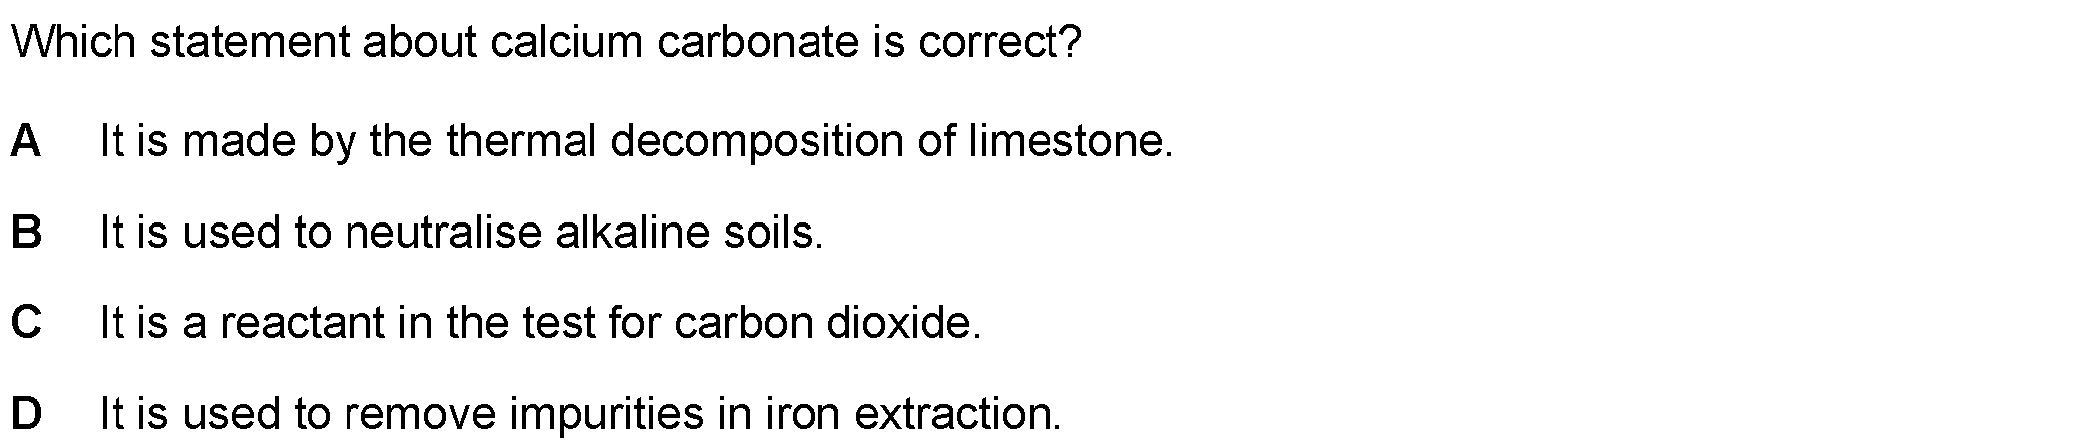 Which statement about calcium carbonate is correct?
A It is made by the thermal decomposition of limestone.
B It is used to neutralise alkaline soils.
C It is a reactant in the test for carbon dioxide.
D It is used to remove impurities in iron extraction.